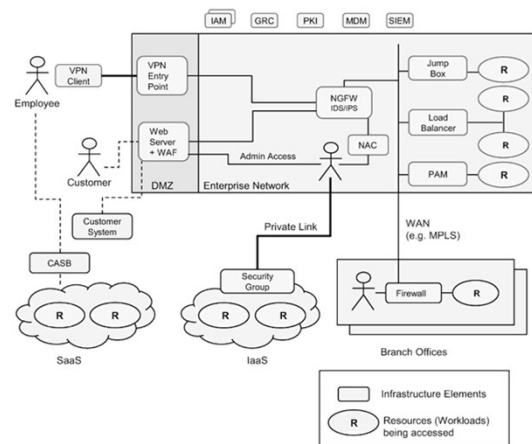 IAM
GRC
PKI
MDM
SIEM
VPN
Client
VPN
Entry
Point
Employee
NGFW
IDS/IPS
Jump
Box
R
R
Web
Server
+ WAF
NAC
Load
Balancer
R
Customer
Admin Access
PAM
R
DMZ
Enterprise Network
Customer
System
Private Link
WAN
(e.g. MPLS)
CASB
Security
Group
Firewall
R
R
R
R
R
SaaS
IaaS
Branch Offices
Infrastructure Elements
R
Resources (Workloads)
being accessed